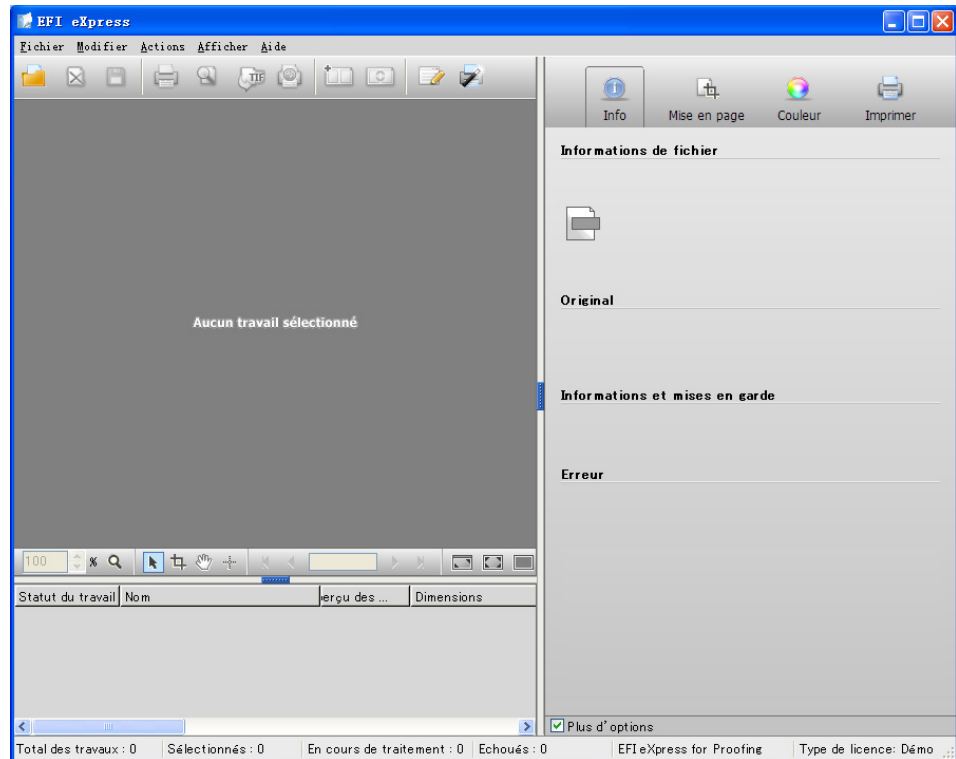 EFI eXpress
Fichier Modifier Actions Afficher Aide
TIF
Info Mise en page Couleur Imprimer
Informations de fichier
Original
Aucun travail sélectionné
Informations et mises en garde
Erreur
100 %
Statut du travail Nom erçu des ... Dimensions
Plus d'options
Total des travaux : 0 Sélectionnés : 0 En cours de traitement : 0 Echoués : 0 EFI eXpress for Proofing Type de licence: Démo